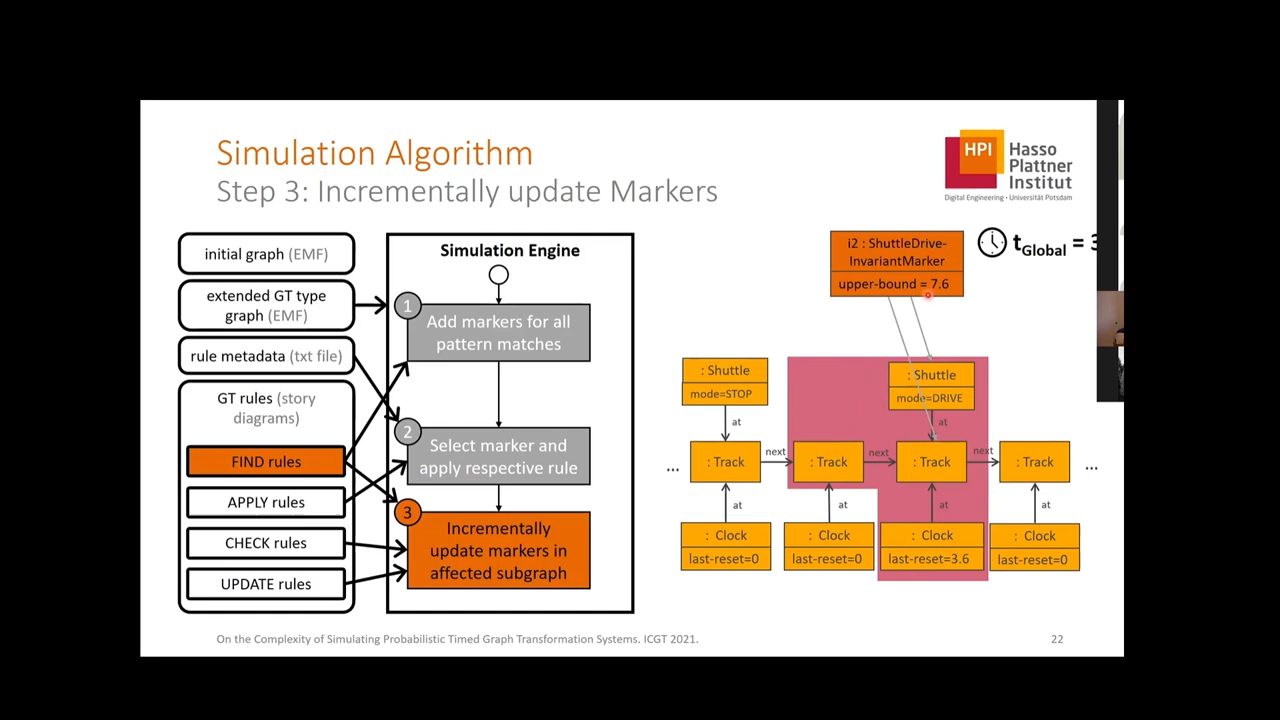 Simulation Algorithm
Step 3: Incrementally update Markers
HPI
Hasso
Plattner
Institut
Digital Engineering • Universität Potsdam
initial graph (EMF)
extended GT type
graph (EMF)
rule metadata (txt file)
GT rules (story
diagrams)
FIND rules
APPLY rules
CHECK rules
UPDATE rules
Simulation Engine
1
Add markers for all
pattern matches
2
Select marker and
apply respective rule
3
Incrementally
update markers in
affected subgraph
i2 : ShuttleDrive-
InvariantMarker
upper-bound = 7.6
tGlobal = 3
: Shuttle
mode=STOP
: Shuttle
mode=DRIVE
at
at
...
: Track
next
: Track
next
: Track
next
: Track
...
at
at
at
at
: Clock
last-reset=0
: Clock
last-reset=0
: Clock
last-reset=3.6
: Clock
last-reset=0
On the Complexity of Simulating Probabilistic Timed Graph Transformation Systems. ICGT 2021.
22